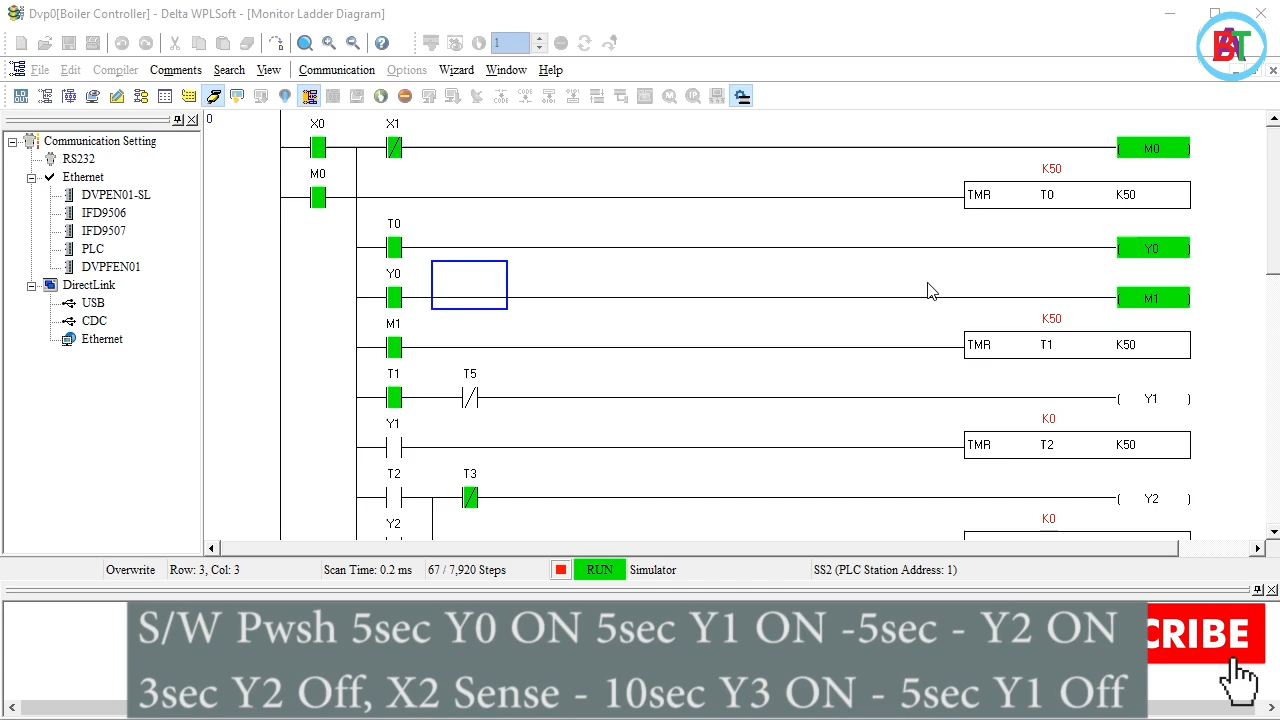 Dvp0[Boiler Controller] - Delta WPLSoft - [Monitor Ladder Diagram]
BAT
1
File Edit Compiler Comments Search View Communication Options Wizard Window Help
Communication Setting
RS232
Ethernet
DVPEN01-SL
IFD9506
IFD9507
PLC
DVPFEN01
DirectLink
USB
CDC
Ethernet
0
X0 X1
M0
M0 K50
TMR T0 K50
T0
Y0
Y0
M1
M1 K50
TMR T1 K50
T1 T5
Y1
Y1 K0
TMR T2 K50
T2 T3
Y2
Y2 K0
Overwrite Row: 3, Col: 3 Scan Time: 0.2 ms 67 / 7,920 Steps RUN Simulator SS2 (PLC Station Address: 1)
S/W Pwsh 5sec Y0 ON 5sec Y1 ON -5sec - Y2 ON
3sec Y2 Off, X2 Sense - 10sec Y3 ON - 5sec Y1 Off
CRIBE